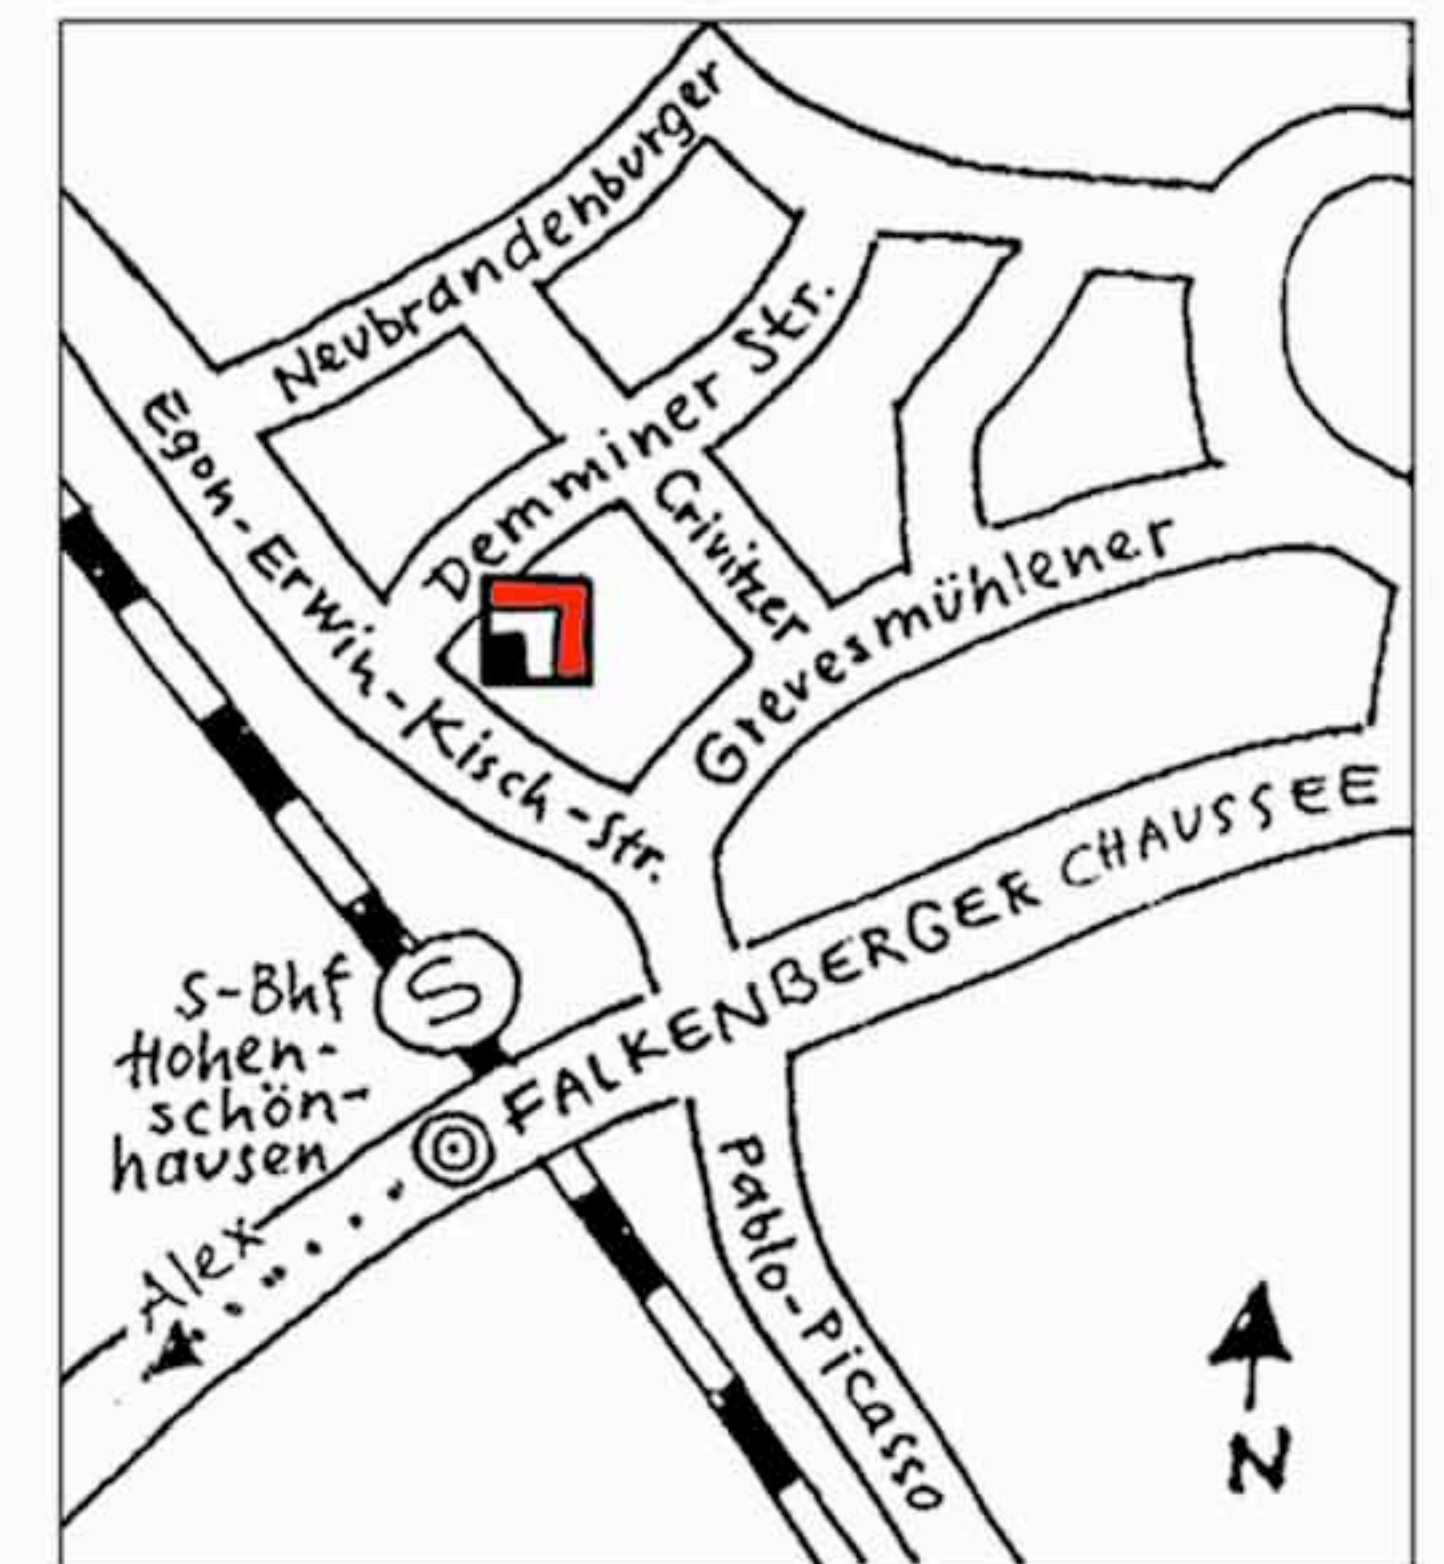 Neubrandenburger
Demminer Str.
Egon-Erwin-Kisch-Str.
Crivitzer
Grevesmühlener
FALKENBERGER CHAUSSEE
S
S-Bhf
Hohen-
schön-
hausen
Alex
Pablo-Picasso
N